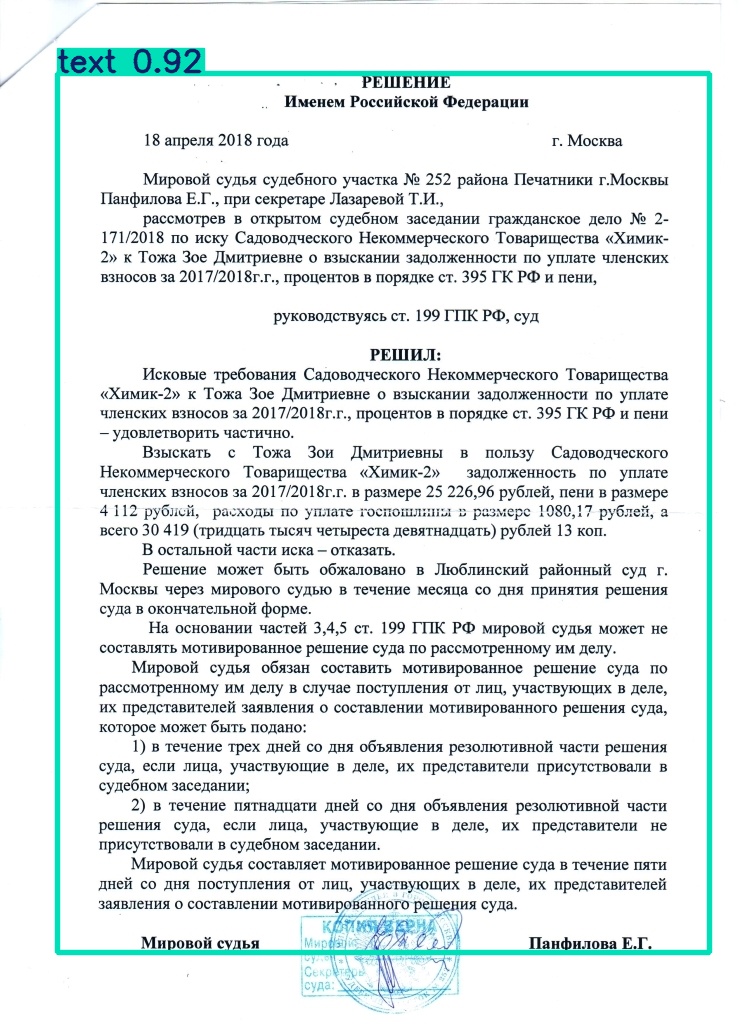 text 0.92
РЕШЕНИЕ
Именем Российской Федерации
18 апреля 2018 года г. Москва
Мировой судья судебного участка № 252 района Печатники г.Москвы
Панфилова Е.Г., при секретаре Лазаревой Т.И.,
рассмотрев в открытом судебном заседании гражданское дело № 2-
171/2018 по иску Садоводческого Некоммерческого Товарищества «Химик-
2» к Тожа Зое Дмитриевне о взыскании задолженности по уплате членских
взносов за 2017/2018г.г., процентов в порядке ст. 395 ГК РФ и пени,
руководствуясь ст. 199 ГПК РФ, суд
РЕШИЛ:
Исковые требования Садоводческого Некоммерческого Товарищества
«Химик-2» к Тожа Зое Дмитриевне о взыскании задолженности по уплате
членских взносов за 2017/2018г.г., процентов в порядке ст. 395 ГК РФ и пени
– удовлетворить частично.
Взыскать с Тожа Зои Дмитриевны в пользу Садоводческого
Некоммерческого Товарищества «Химик-2» задолженность по уплате
членских взносов за 2017/2018г.г. в размере 25 226,96 рублей, пени в размере
4 112 рублей, расходы по уплате госпошлины в размере 1080,17 рублей, а
всего 30 419 (тридцать тысяч четыреста девятнадцать) рублей 13 коп.
В остальной части иска – отказать.
Решение может быть обжаловано в Люблинский районный суд г.
Москвы через мирового судью в течение месяца со дня принятия решения
суда в окончательной форме.
На основании частей 3,4,5 ст. 199 ГПК РФ мировой судья может не
составлять мотивированное решение суда по рассмотренному им делу.
Мировой судья обязан составить мотивированное решение суда по
рассмотренному им делу в случае поступления от лиц, участвующих в деле,
их представителей заявления о составлении мотивированного решения суда,
которое может быть подано:
1) в течение трех дней со дня объявления резолютивной части решения
суда, если лица, участвующие в деле, их представители присутствовали в
судебном заседании;
2) в течение пятнадцати дней со дня объявления резолютивной части
решения суда, если лица, участвующие в деле, их представители не
присутствовали в судебном заседании.
Мировой судья составляет мотивированное решение суда в течение пяти
дней со дня поступления от лиц, участвующих в деле, их представителей
заявления о составлении мотивированного решения суда.
КОПИЯ ВЕРНА
Мировой судья Панфилова Е.Г.
Секретарь
суда: